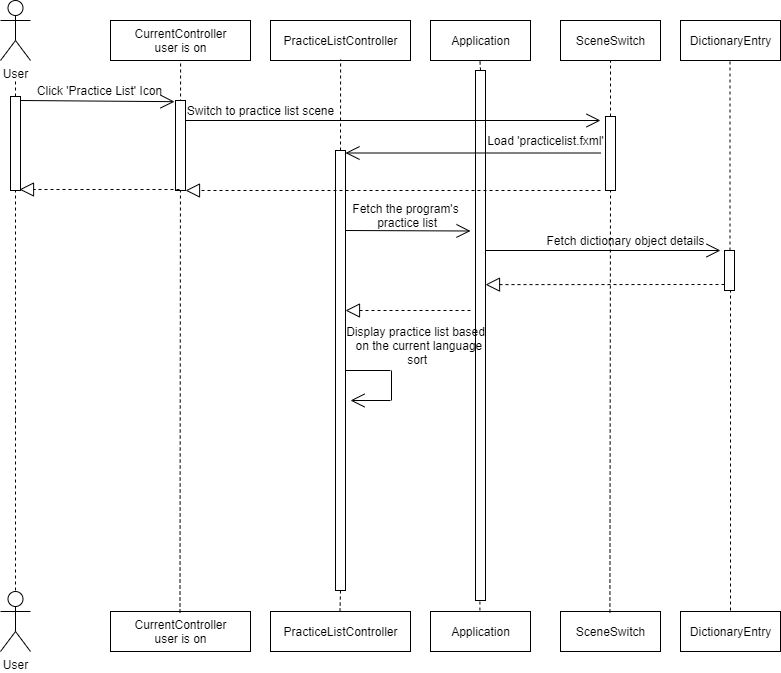 CurrentController
user is on
PracticeListController
Application
SceneSwitch
DictionaryEntry
User
Click 'Practice List' Icon
Switch to practice list scene
Load 'practicelist.fxml'
Fetch the program's
practice list
Fetch dictionary object details
Display practice list based
on the current language
sort
CurrentController
user is on
PracticeListController
Application
SceneSwitch
DictionaryEntry
User